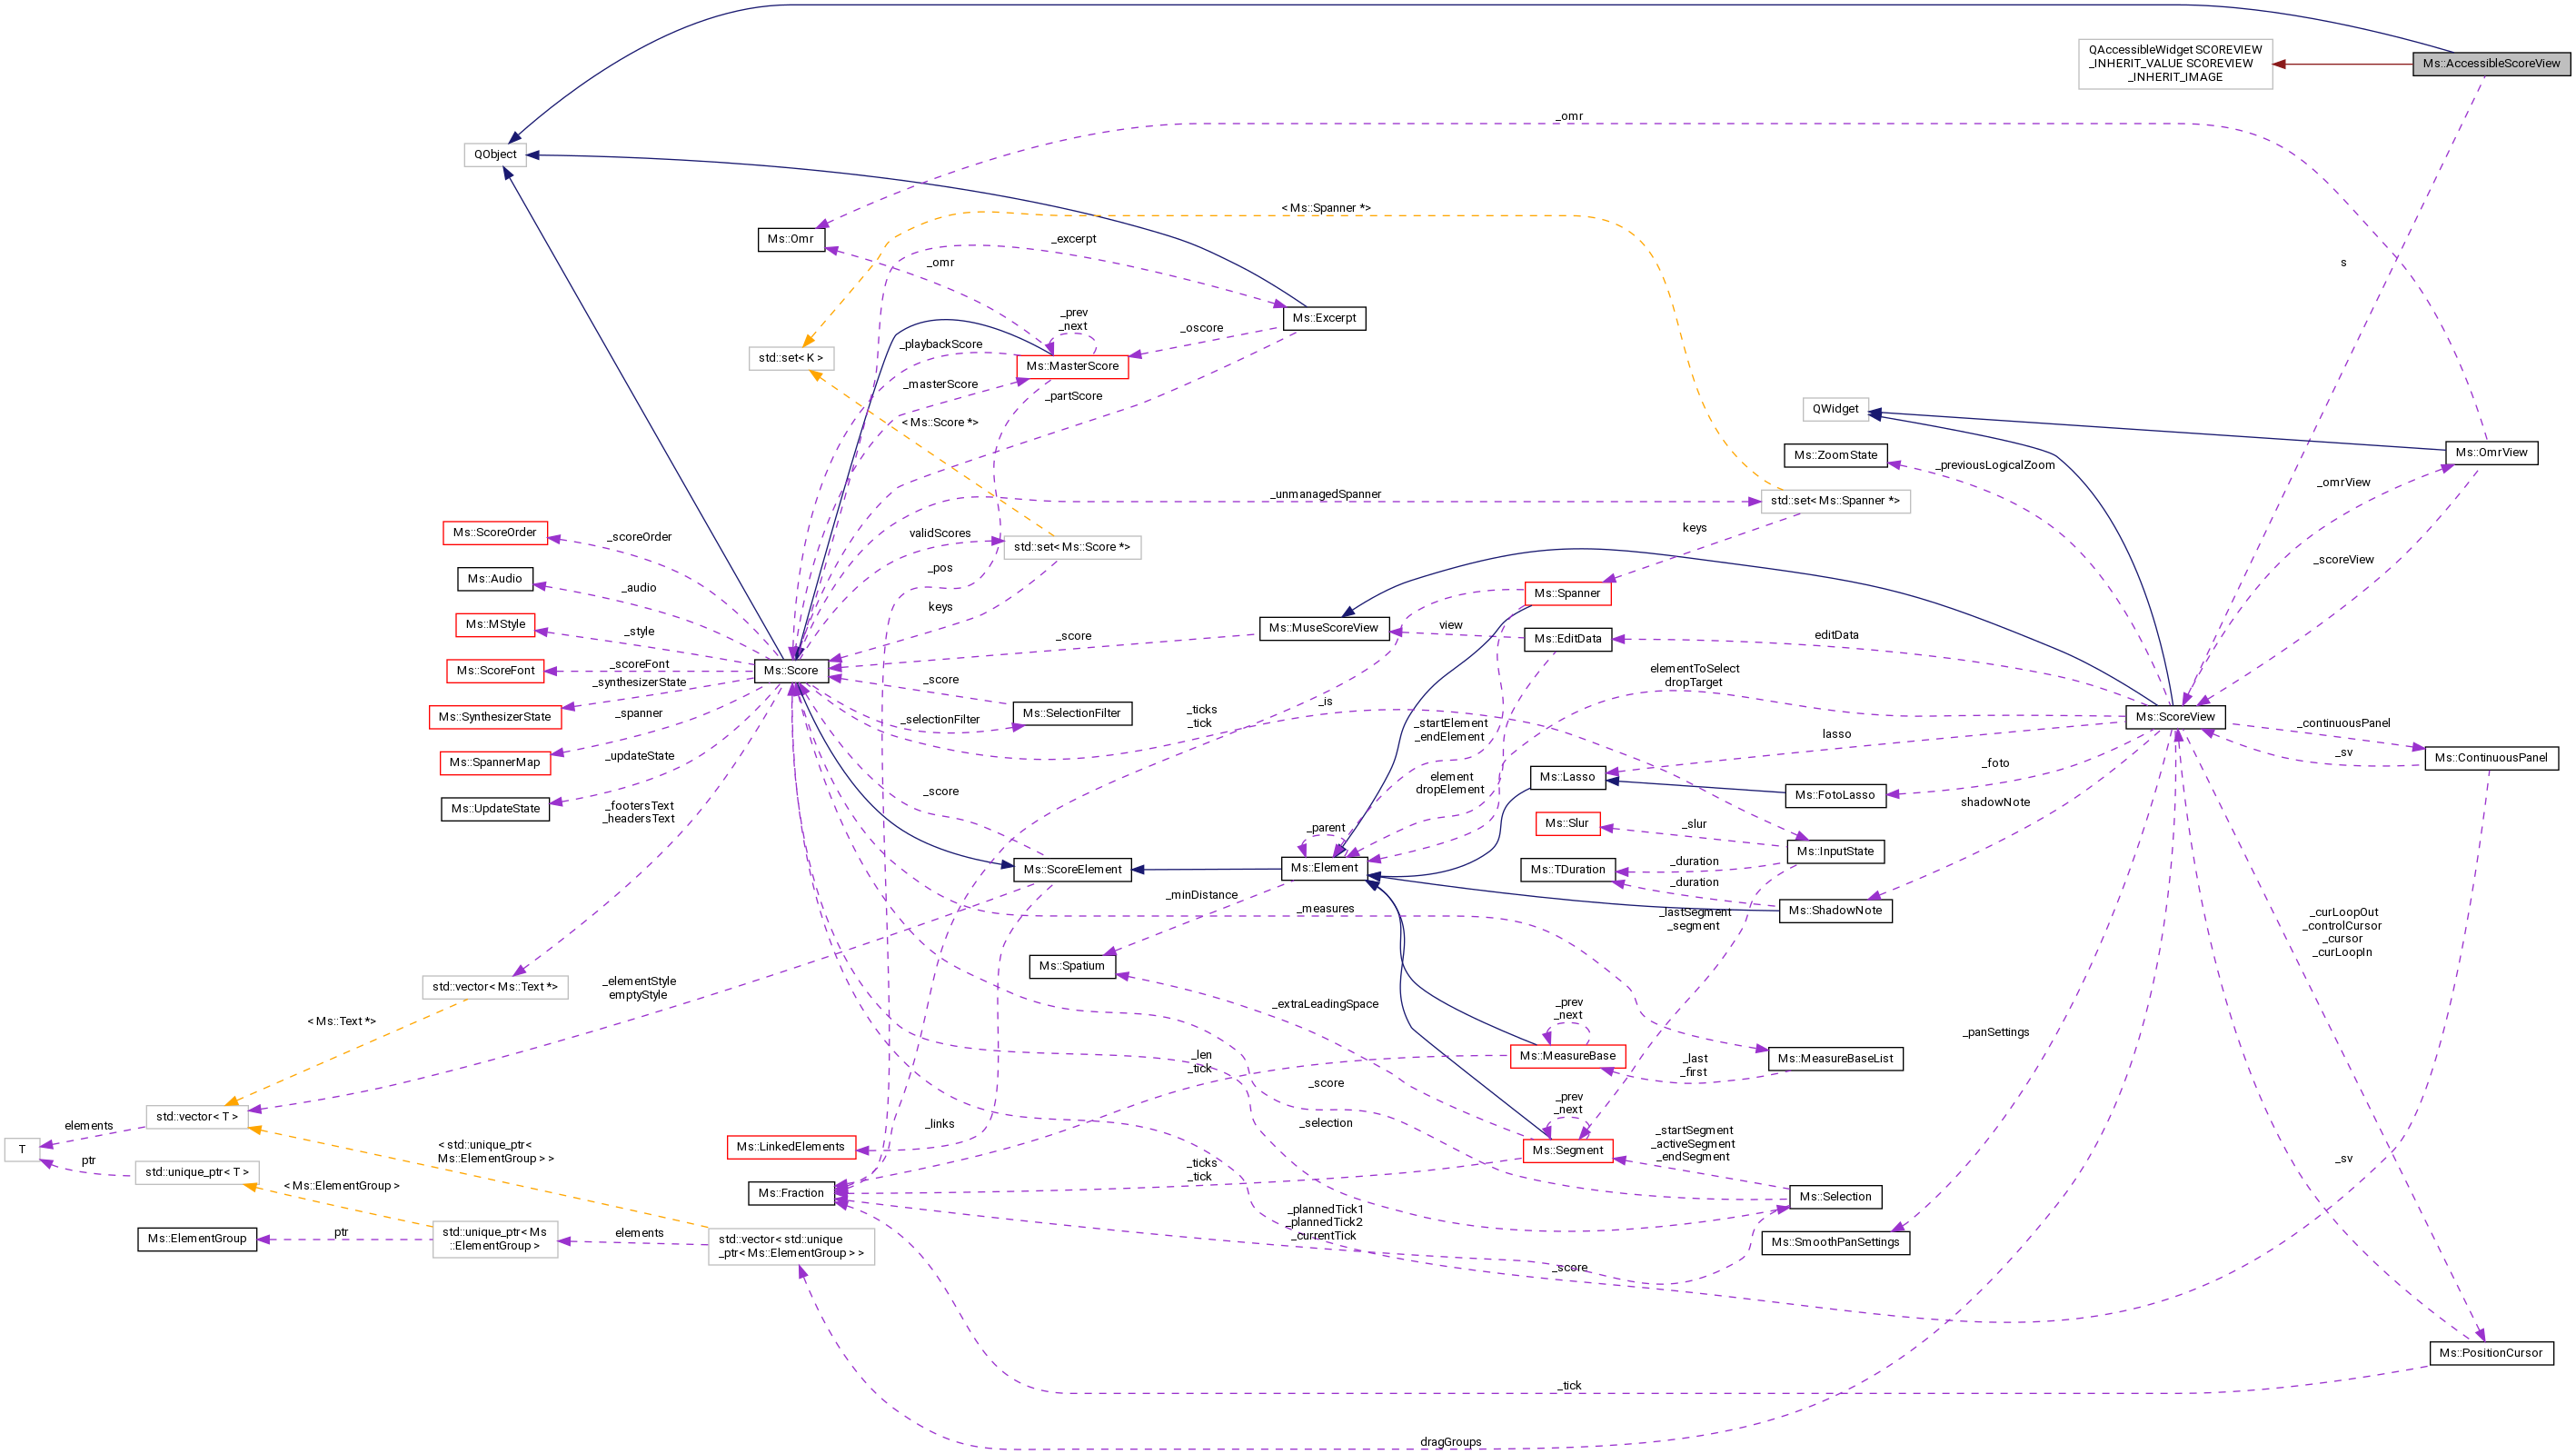 QAccessibleWidget SCOREVIEW
_INHERIT_VALUE SCOREVIEW
_INHERIT_IMAGE
Ms::AccessibleScoreView
_omr
QObject
< Ms::Spanner *>
Ms::Omr
_excerpt
_omr
s
_prev
_next
Ms::Excerpt
_oscore
_playbackScore
std::set< K >
Ms::MasterScore
_masterScore
_partScore
QWidget
< Ms::Score *>
Ms::ZoomState
_previousLogicalZoom
Ms::OmrView
_omrView
_unmanagedSpanner
std::set< Ms::Spanner *>
keys
Ms::ScoreOrder
_scoreOrder
validScores
std::set< Ms::Score *>
_scoreView
_pos
Ms::Audio
_audio
Ms::Spanner
keys
Ms::MStyle
_style
_score
Ms::MuseScoreView
view
Ms::EditData
editData
Ms::ScoreFont
_scoreFont
Ms::Score
elementToSelect
dropTarget
_synthesizerState
_score
Ms::SynthesizerState
_spanner
_selectionFilter
Ms::SelectionFilter
_ticks
_tick
_is
_startElement
_endElement
Ms::ScoreView
_continuousPanel
lasso
_sv
Ms::SpannerMap
_updateState
Ms::ContinuousPanel
_foto
Ms::Lasso
element
dropElement
_score
Ms::FotoLasso
shadowNote
Ms::UpdateState
_footersText
_headersText
_parent
Ms::Slur
_slur
Ms::InputState
Ms::ScoreElement
Ms::Element
Ms::TDuration
_duration
_duration
_minDistance
_measures
_lastSegment
_segment
Ms::ShadowNote
_curLoopOut
_controlCursor
_cursor
_curLoopIn
Ms::Spatium
std::vector< Ms::Text *>
_elementStyle
emptyStyle
_extraLeadingSpace
_prev
_next
< Ms::Text *>
_panSettings
_len
_tick
Ms::MeasureBase
_last
_first
Ms::MeasureBaseList
_score
_prev
_next
std::vector< T >
elements
_links
_selection
_startSegment
_activeSegment
_endSegment
T
< std::unique_ptr<
Ms::ElementGroup > >
Ms::LinkedElements
Ms::Segment
_sv
ptr
std::unique_ptr< T >
_ticks
_tick
< Ms::ElementGroup >
Ms::Fraction
Ms::Selection
_plannedTick1
_plannedTick2
_currentTick
Ms::ElementGroup
ptr
std::unique_ptr< Ms
::ElementGroup >
elements
std::vector< std::unique
_ptr< Ms::ElementGroup > >
Ms::SmoothPanSettings
_score
Ms::PositionCursor
_tick
dragGroups